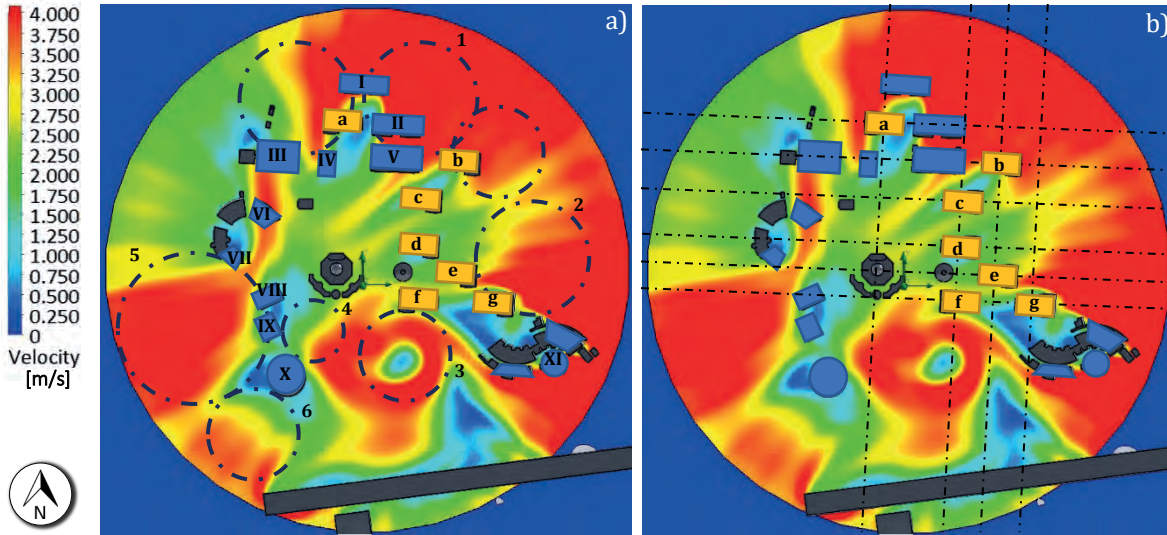 4.000
3.750
3.500
3.250
3.000
2.750
2.500
2.250
2.000
1.750
1.500
1.250
1.000
0.750
0.500
0.250
0
Velocity
[m/s]
N
a)
1
I
a
II
III
IV
V
b
c
2
VI
d
VII
5
e
VIII
f
g
4
IX
3
XI
X
6
b)
a
b
c
d
e
f
g